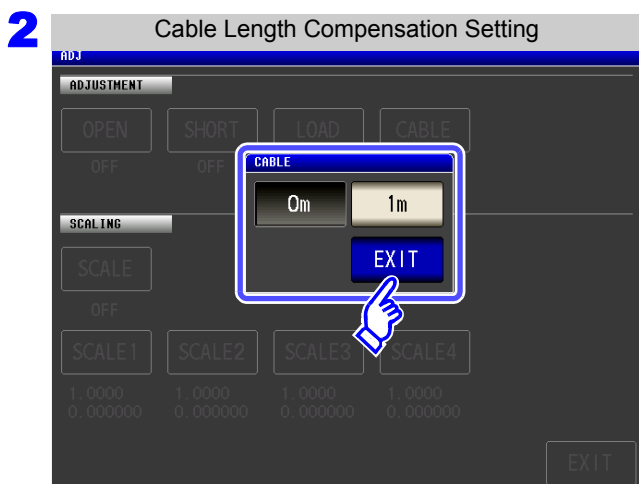 2
Cable Length Compensation Setting
ADJ
ADJUSTMENT
OPEN SHORT LOAD CABLE
OFF OFF
CABLE
0m 1m
EXIT
SCALING
SCALE
OFF
SCALE1 SCALE2 SCALE3 SCALE4
1.0000 1.0000 1.0000 1.0000
0.000000 0.000000 0.000000 0.000000
EXIT